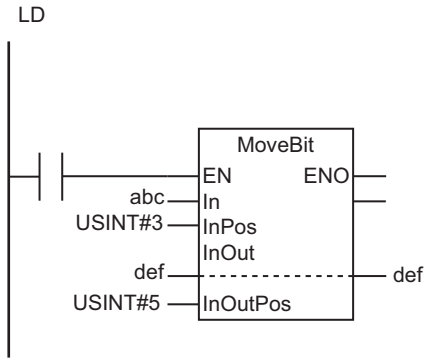 LD
MoveBit
EN ENO
abc In
USINT#3 InPos
InOut
def def
USINT#5 InOutPos